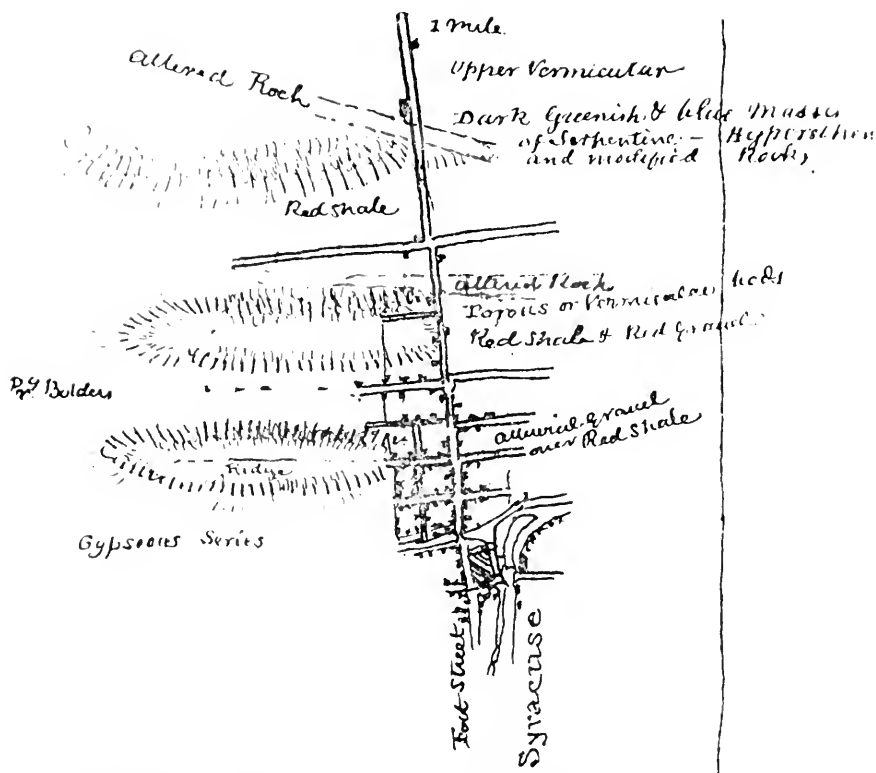 1 Mile.
Altered Rock
Upper Vermicular
Dark Greenish & blue Masses
of Serpentine – Hypersthen
and modified Rocks
Red Shale
altered Rock
Porous or Vermicular beds
Red Shale & Red Gravel
Bolders
alluvial Gravel
over Red Shale
Ridge
Gypseous Series
Street
Syracuse